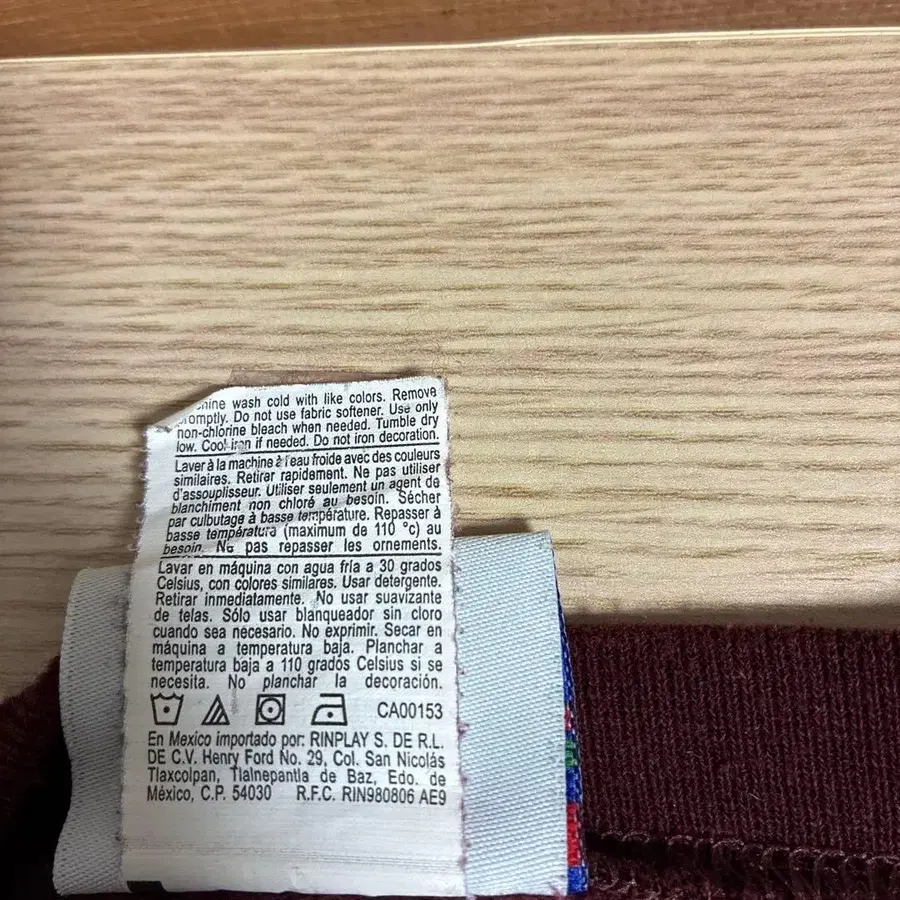 wash cold with like colors. Remove
promptly. Do not use fabric softener. Use only
non-chlorine bleach when needed. Tumble dry
low. Cool iron if needed. Do not iron decoration.
Laver à la machine à l'eau froide avec des couleurs
similaires. Retirar rapidement. Ne pas utiliser
d'assouplisseur. Utiliser seulement un agent de
blanchiment non chloré au besoin. Sécher
par culbutage à basse température. Repasser à
basse température (maximum de 110 °c) au
besoin. Ne pas repasser les ornements.
Lavar en máquina con agua fría a 30 grados
Celsius, con colores similares. Usar detergente.
Retirar inmediatamente. No usar suavizante
de telas. Sólo usar blanqueador sin cloro
cuando sea necesario. No exprimir. Secar en
máquina a temperatura baja. Planchar a
temperatura baja a 110 grados Celsius si se
necesita. No planchar la decoración.
CA00153
En Mexico importado por: RINPLAY S. DE R.L.
DE C.V. Henry Ford No. 29, Col. San Nicolás
Tlaxcolpan, Tlalnepantla de Baz, Edo. de
México, C.P. 54030 R.F.C. RIN980806 AE9